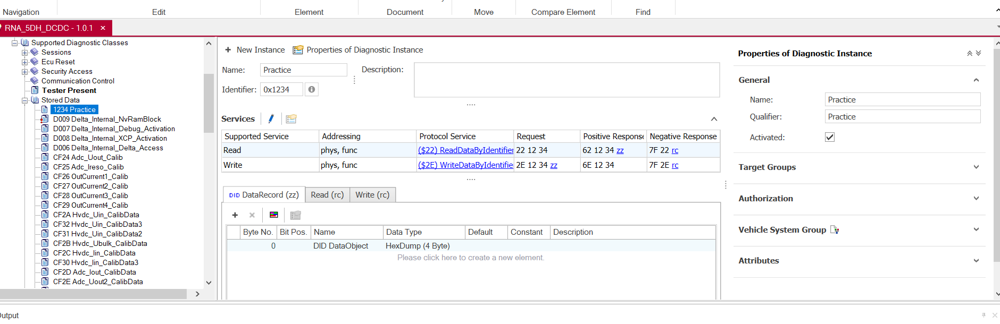 Navigation Edit Element Document Move Compare Element Find
RNA_5DH_DCDC - 1.0.1 ×
Supported Diagnostic Classes
Sessions
Ecu Reset
Security Access
Communication Control
Tester Present
Stored Data
1234 Practice
D009 Delta_Internal_NvRamBlock
D007 Delta_Internal_Debug_Activation
D008 Delta_Internal_XCP_Activation
D006 Delta_Internal_Delta_Access
CF24 Adc_Uout_Calib
CF25 Adc_Ireso_Calib
CF26 OutCurrent1_Calib
CF27 OutCurrent2_Calib
CF28 OutCurrent3_Calib
CF29 OutCurrent4_Calib
CF2A Hvdc_Uin_CalibData
CF32 Hvdc_Uin_CalibData3
CF31 Hvdc_Uin_CalibData2
CF2B Hvdc_Ubulk_CalibData
CF2C Hvdc_Iin_CalibData
CF30 Hvdc_Iin_CalibData3
CF2D Adc_Iout_CalibData
CF2E Adc_Uout2_CalibData
+ New Instance Properties of Diagnostic Instance
Name: Practice Description:
Identifier: 0x1234
Services
Supported Service Addressing Protocol Service Request Positive Response Negative Response
Read phys, func ($22) ReadDataByIdentifier 22 12 34 62 12 34 zz 7F 22 rc
Write phys, func ($2E) WriteDataByIdentifie 2E 12 34 zz 6E 12 34 7F 2E rc
DID DataRecord (zz) Read (rc) Write (rc)
Byte No. Bit Pos. Name Data Type Default Constant Description
0 DID DataObject HexDump (4 Byte)
Please click here to create a new element.
Properties of Diagnostic Instance
General
Name: Practice
Qualifier: Practice
Activated:
Target Groups
Authorization
Vehicle System Group
Attributes
Output